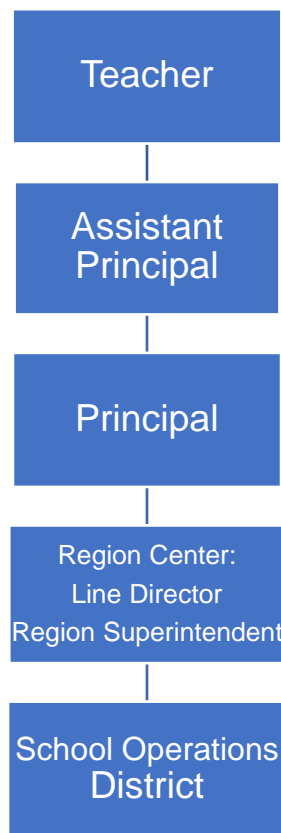 Teacher
Assistant
Principal
Principal
Region Center:
Line Director
Region Superintendent
School Operations
District